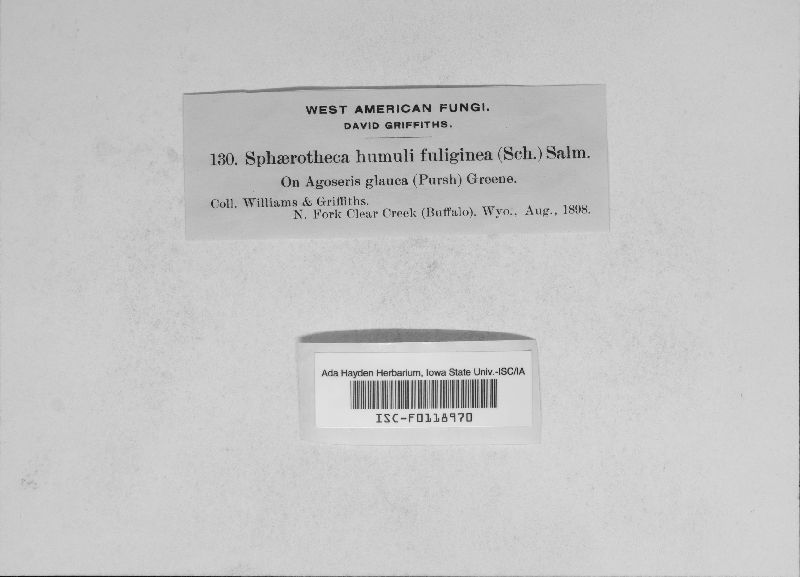 WEST AMERICAN FUNGI.
DAVID GRIFFITHS.
130. Sphærotheca humuli fuliginea (Sch.) Salm.
On Agoseris glauca (Pursh) Greene.
Coll. Williams & Griffiths.
N. Fork Clear Creek (Buffalo), Wyo., Aug., 1898.
Ada Hayden Herbarium, Iowa State Univ.-ISC/IA
ISC-F0118970